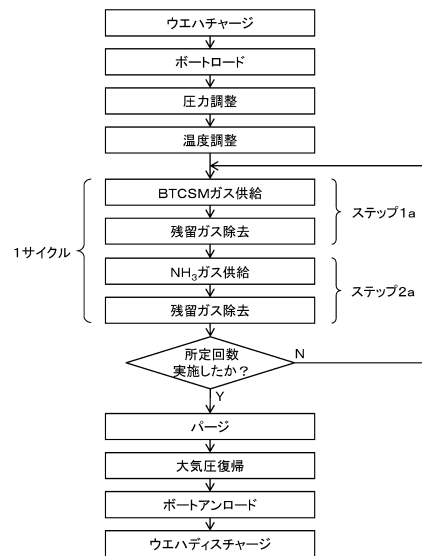 ウエハチャージ
ボートロード
圧力調整
温度調整
BTCSMガス供給
残留ガス除去
ステップ1a
1サイクル
NH₃ガス供給
残留ガス除去
ステップ2a
所定回数
実施したか？
N
Y
パージ
大気圧復帰
ボートアンロード
ウエハディスチャージ